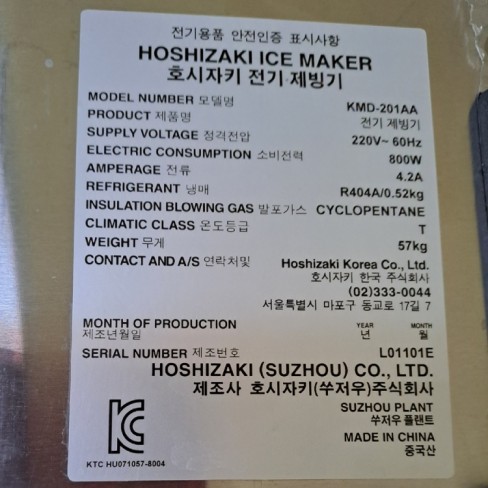 전기용품 안전인증 표시사항
HOSHIZAKI ICE MAKER
호시자키 전기 제빙기
MODEL NUMBER 모델명 KMD-201AA
PRODUCT 제품명 전기 제빙기
SUPPLY VOLTAGE 정격전압 220V~ 60Hz
ELECTRIC CONSUMPTION 소비전력 800W
AMPERAGE 전류 4.2A
REFRIGERANT 냉매 R404A/0.52kg
INSULATION BLOWING GAS 발포가스 CYCLOPENTANE
CLIMATIC CLASS 온도등급 T
WEIGHT 무게 57kg
CONTACT AND A/S 연락처및 Hoshizaki Korea Co., Ltd.
호시자키 한국 주식회사
(02)333-0044
서울특별시 마포구 동교로 17길 7
MONTH OF PRODUCTION YEAR MONTH
제조년월일 년 월
SERIAL NUMBER 제조번호 L01101E
HOSHIZAKI (SUZHOU) CO., LTD.
제조사 호시자키(쑤저우)주식회사
SUZHOU PLANT
쑤저우 플랜트
MADE IN CHINA
중국산
KTC HU071057-8004